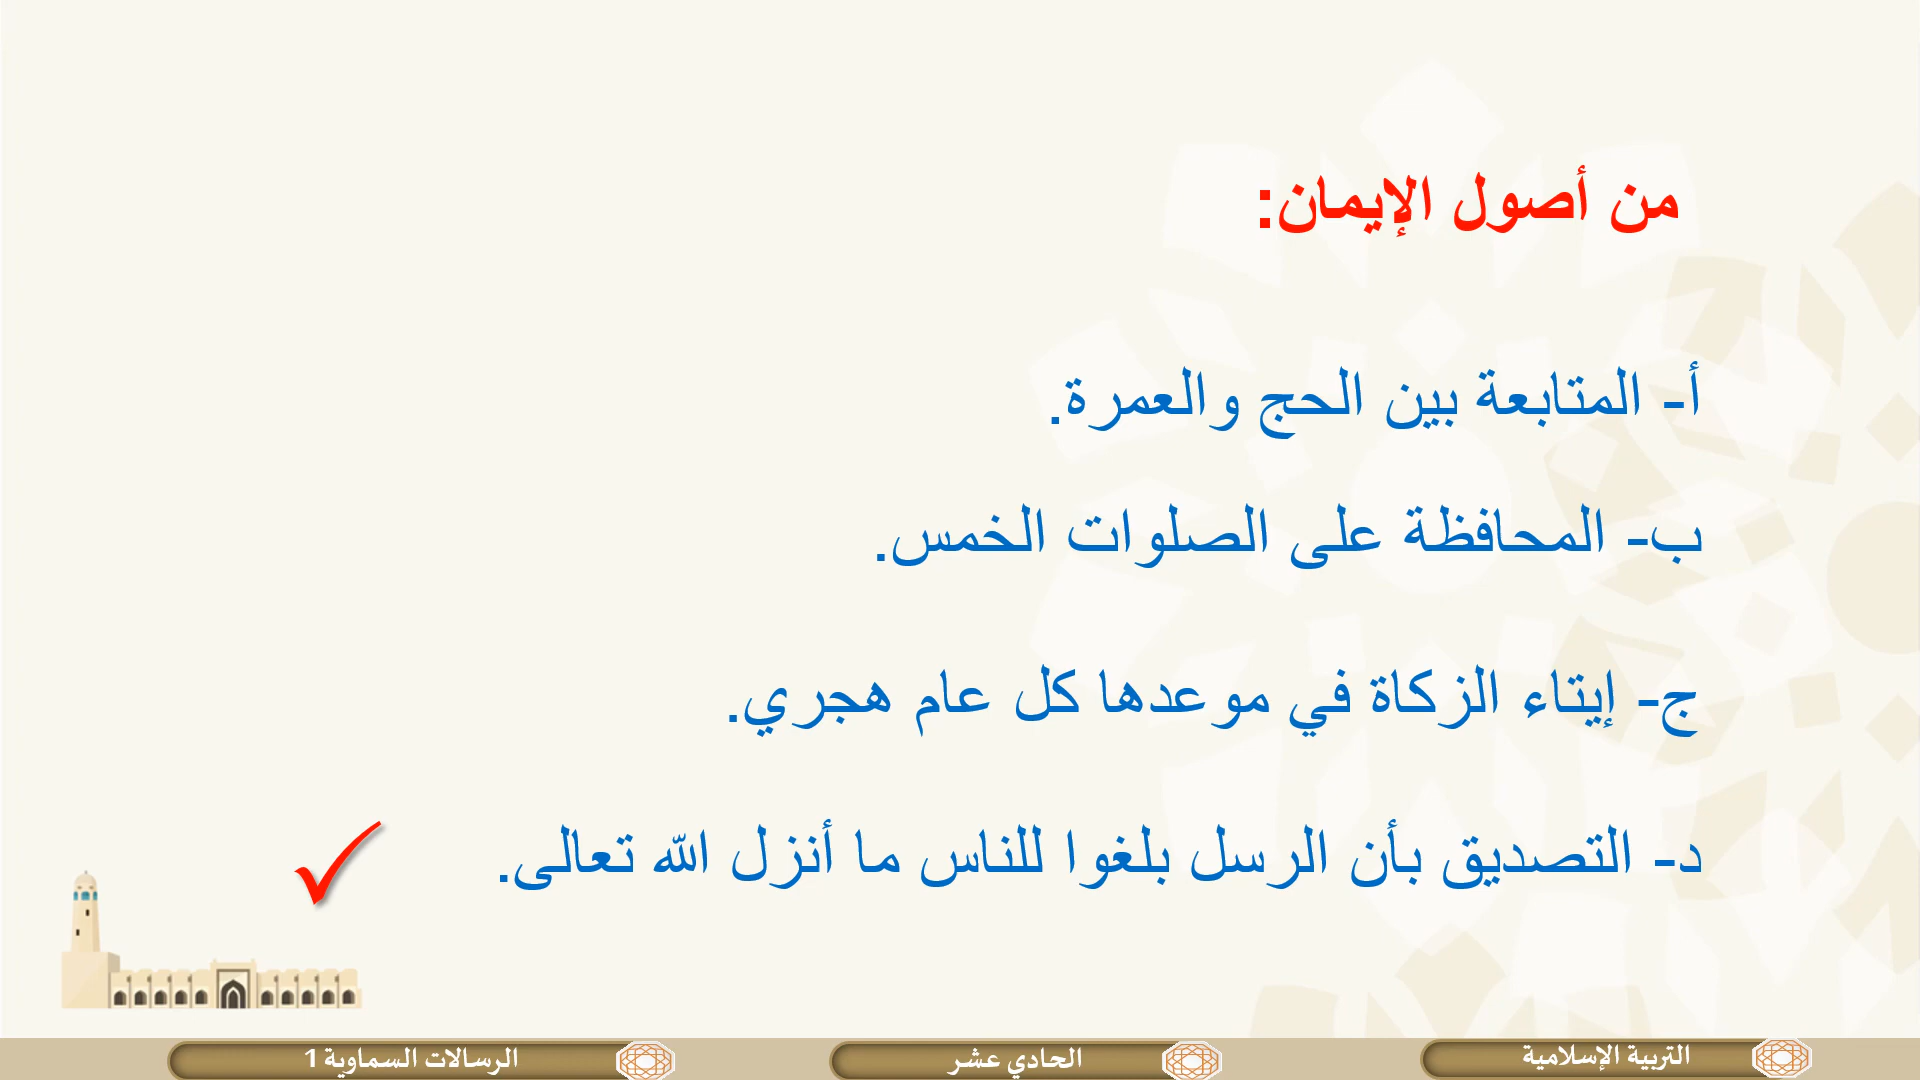 من أصول الإيمان:
أ- المتابعة بين الحج والعمرة.
ب- المحافظة على الصلوات الخمس.
ج- إيتاء الزكاة في موعدها كل عام هجري.
د- التصديق بأن الرسل بلغوا للناس ما أنزل الله تعالى.
التربية الإسلامية
الحادي عشر
الرسالات السماوية 1